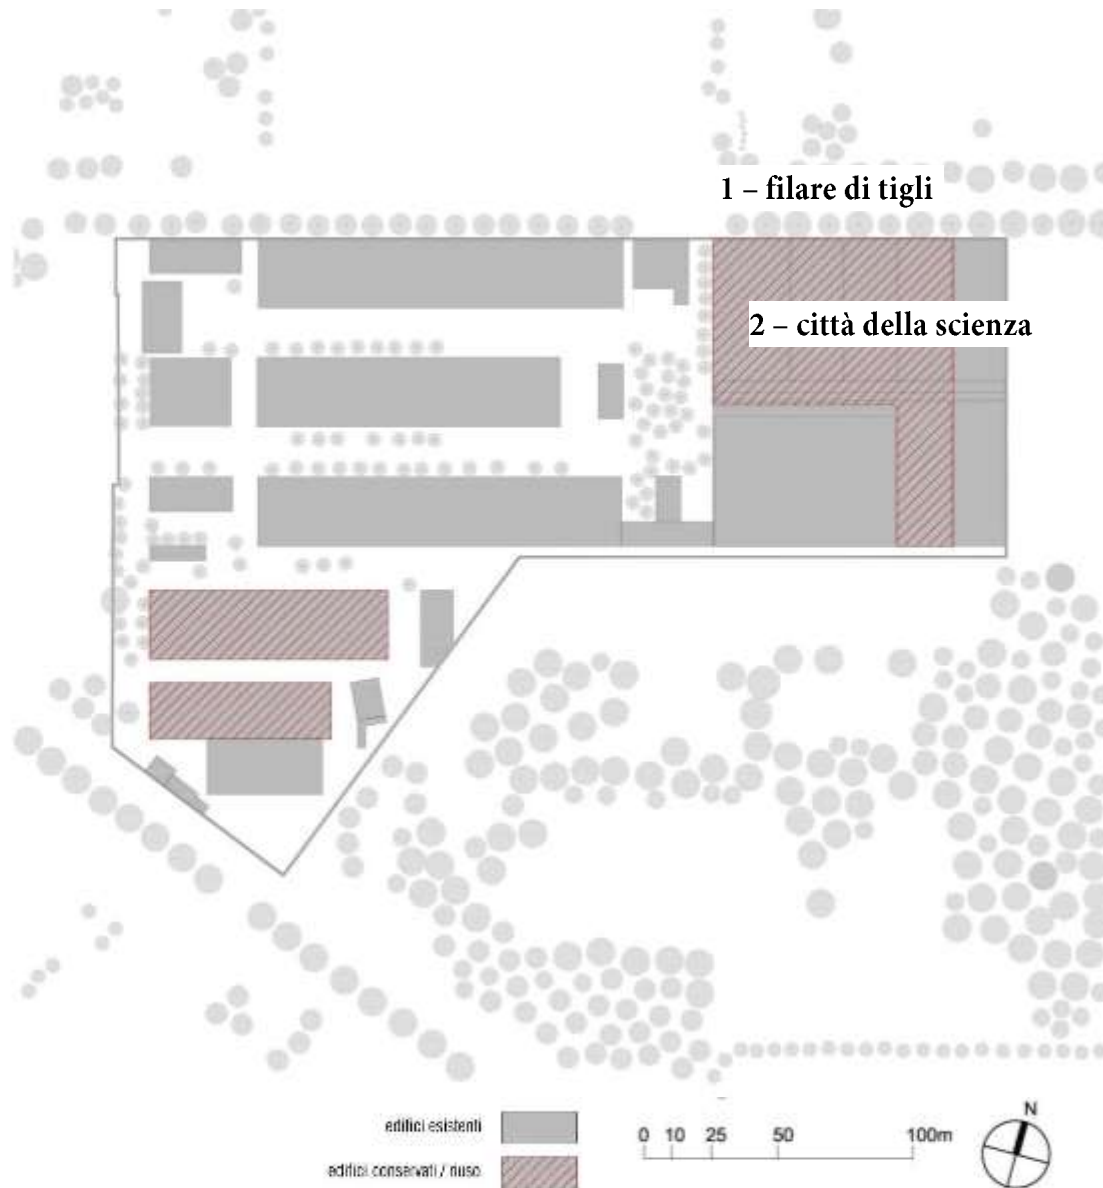 1 – filare di tigli
2 – città della scienza
edifici esistenti
edifici conservati / riuso
0 10 25 50 100m
N